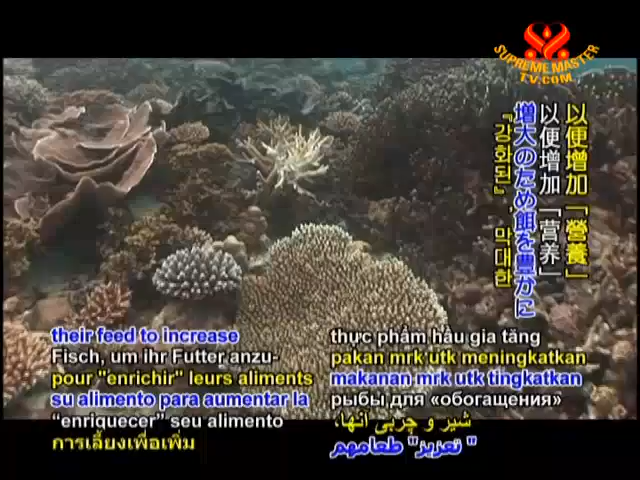 SUPREME MASTER
T.V.COM
以便增加「營養」
以便增加「营养」
增大のため餌を豊かに
『강화된』, 막대한
their feed to increase
Fisch, um ihr Futter anzu-
pour "enrichir" leurs aliments
su alimento para aumentar la
“enriquecer” seu alimento
การเลี้ยงเพื่อเพิ่ม
thực phẩm hầu gia tăng
pakan mrk utk meningkatkan
makanan mrk utk tingkatkan
рыбы для «обогащения»
شیر و چربی آنها،
"تعزيز" طعامهم